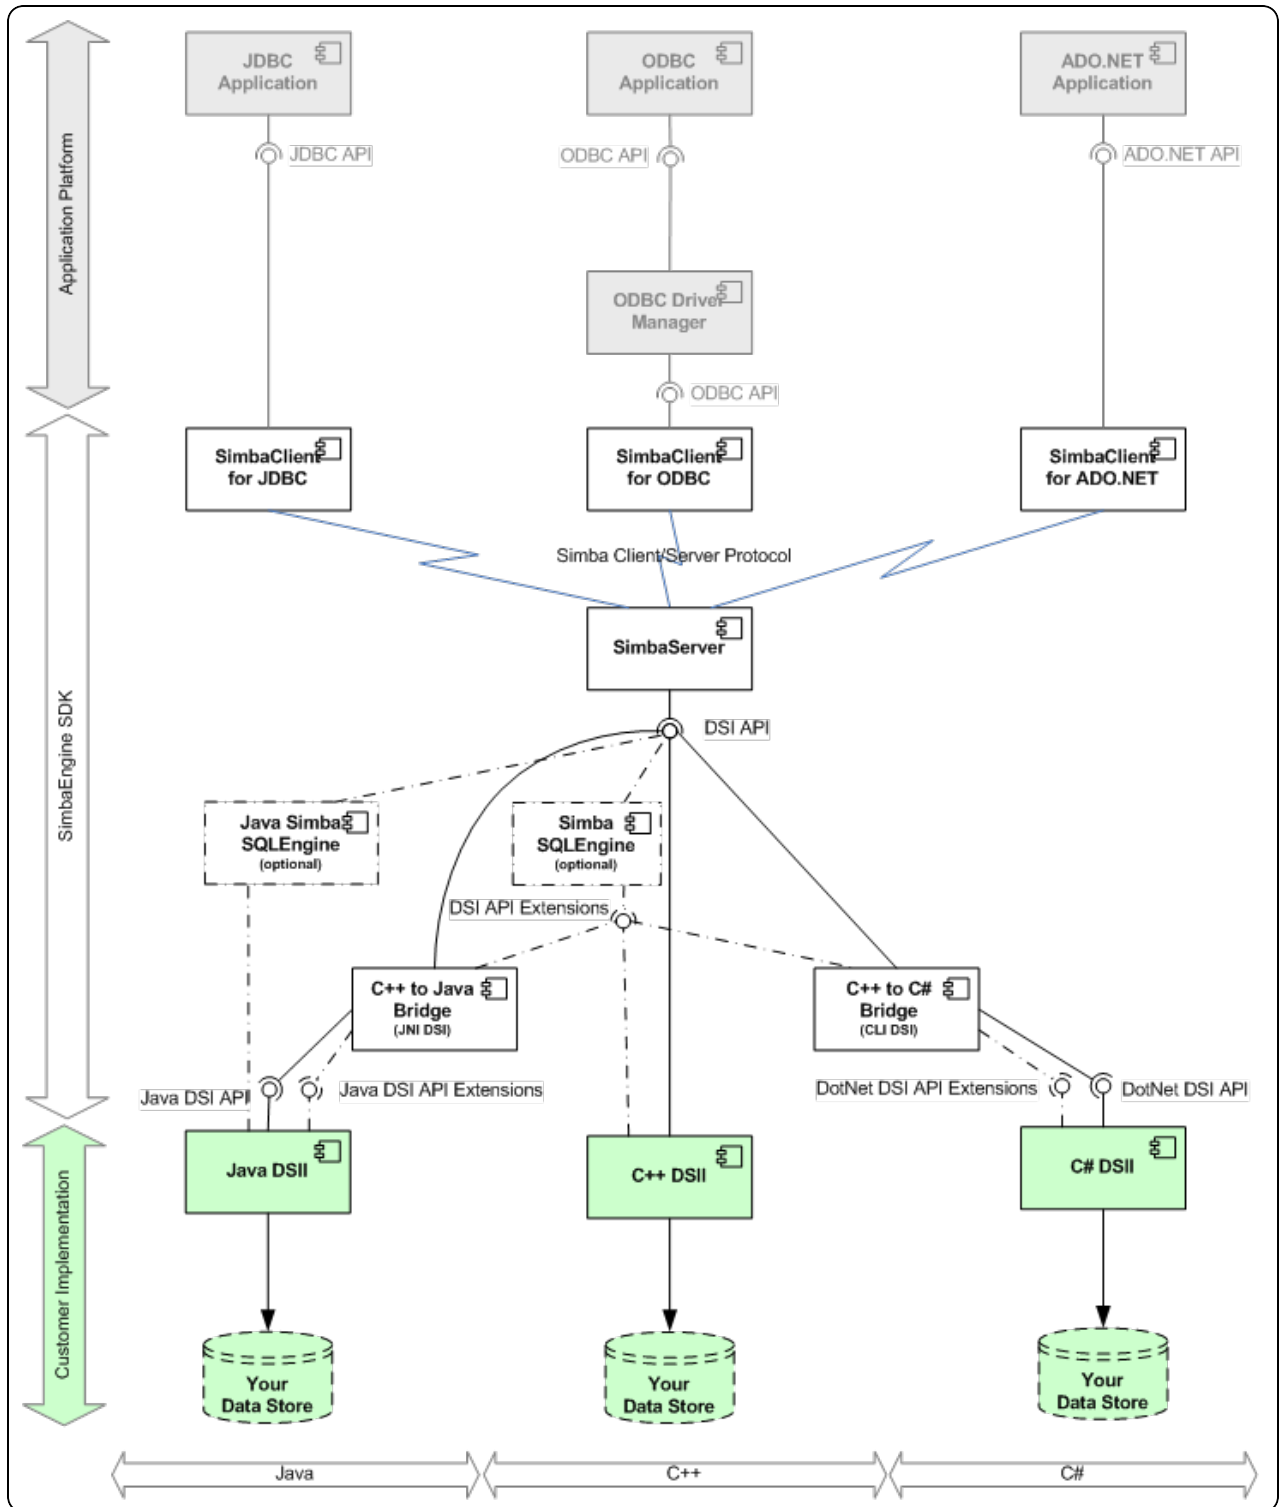 JDBC
Application
ODBC
Application
ADO.NET
Application
JDBC API
ODBC API
ADO.NET API
Application Platform
ODBC Driver
Manager
ODBC API
SimbaClient
for JDBC
SimbaClient
for ODBC
SimbaClient
for ADO.NET
Simba Client/Server Protocol
SimbaServer
DSI API
SimbaEngine SDK
Java Simba
SQLEngine
(optional)
Simba
SQLEngine
(optional)
DSI API Extensions
C++ to Java
Bridge
(JNI DSI)
C++ to C#
Bridge
(CLI DSI)
Java DSI API
Java DSI API Extensions
DotNet DSI API Extensions
DotNet DSI API
Java DSII
C++ DSII
C# DSII
Customer Implementation
Your
Data Store
Your
Data Store
Your
Data Store
Java
C++
C#